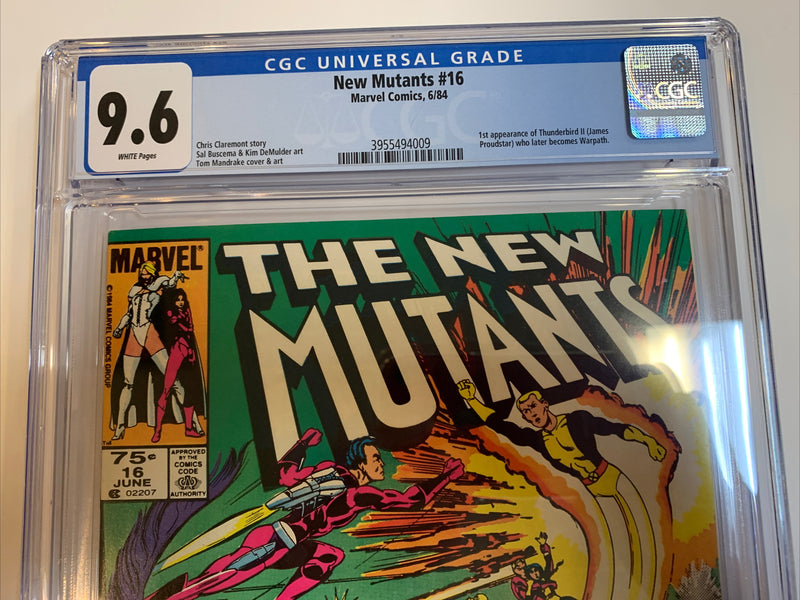 CGC UNIVERSAL GRADE
New Mutants #16
Marvel Comics, 6/84
9.6
WHITE Pages
Chris Claremont story
Sal Buscema & Kim DeMulder art
Tom Mandrake cover & art
3955494009
1st appearance of Thunderbird II (James
Proudstar) who later becomes Warpath.
CGC
CGC
MARVEL®
© 1984 MARVEL COMICS GROUP
THE NEW
MUTANTS
75¢
16
JUNE
02207
APPROVED
BY THE
COMICS
CODE
AUTHORITY